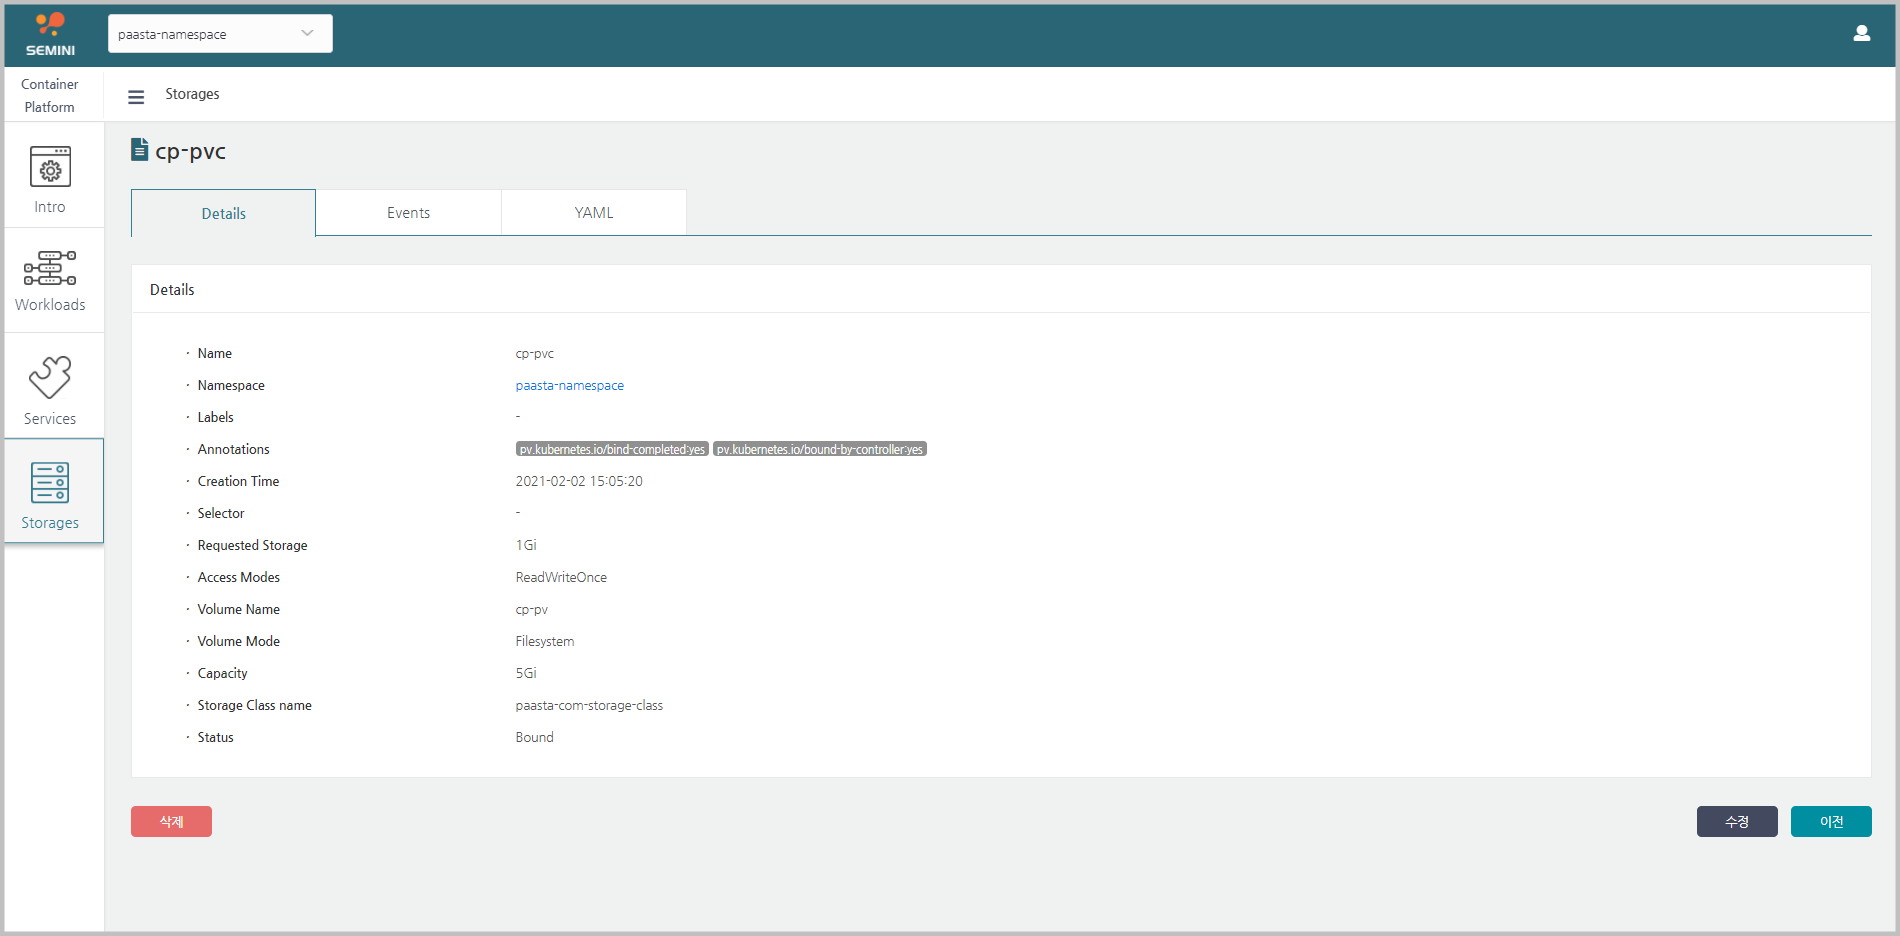 SEMINI
paasta-namespace
Container
Platform
Storages
Intro
Workloads
Services
Storages
cp-pvc
Details Events YAML
Details
· Name cp-pvc
· Namespace paasta-namespace
· Labels -
· Annotations pv.kubernetes.io/bind-completed:yes pv.kubernetes.io/bound-by-controller:yes
· Creation Time 2021-02-02 15:05:20
· Selector -
· Requested Storage 1Gi
· Access Modes ReadWriteOnce
· Volume Name cp-pv
· Volume Mode Filesystem
· Capacity 5Gi
· Storage Class name paasta-com-storage-class
· Status Bound
삭제 수정 이전